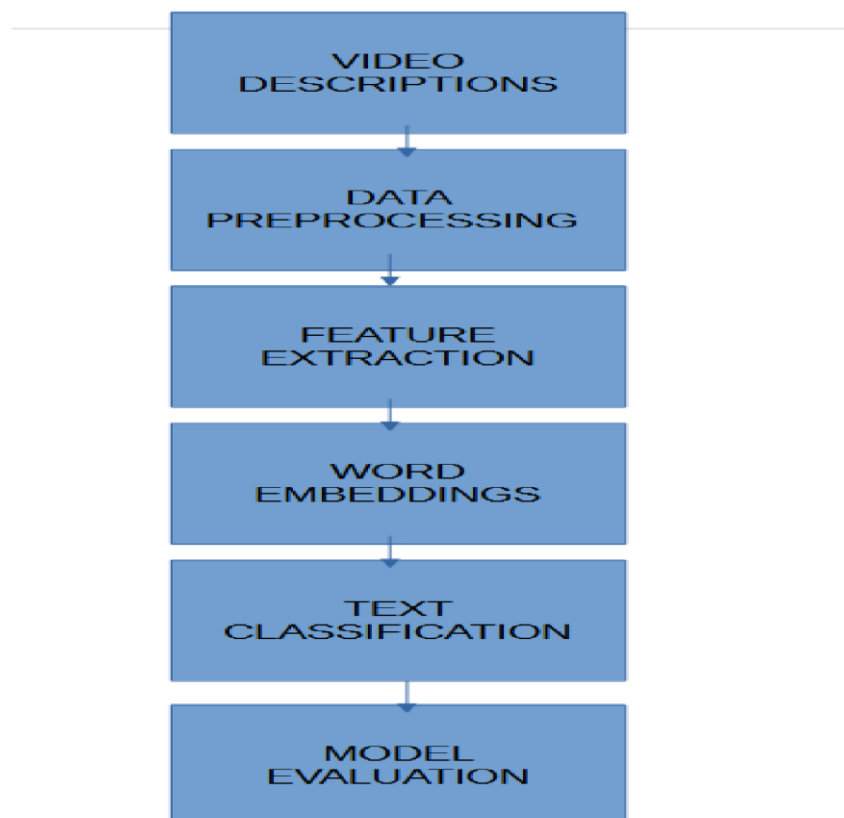 VIDEO
DESCRIPTIONS
DATA
PREPROCESSING
FEATURE
EXTRACTION
WORD
EMBEDDINGS
TEXT
CLASSIFICATION
MODEL
EVALUATION